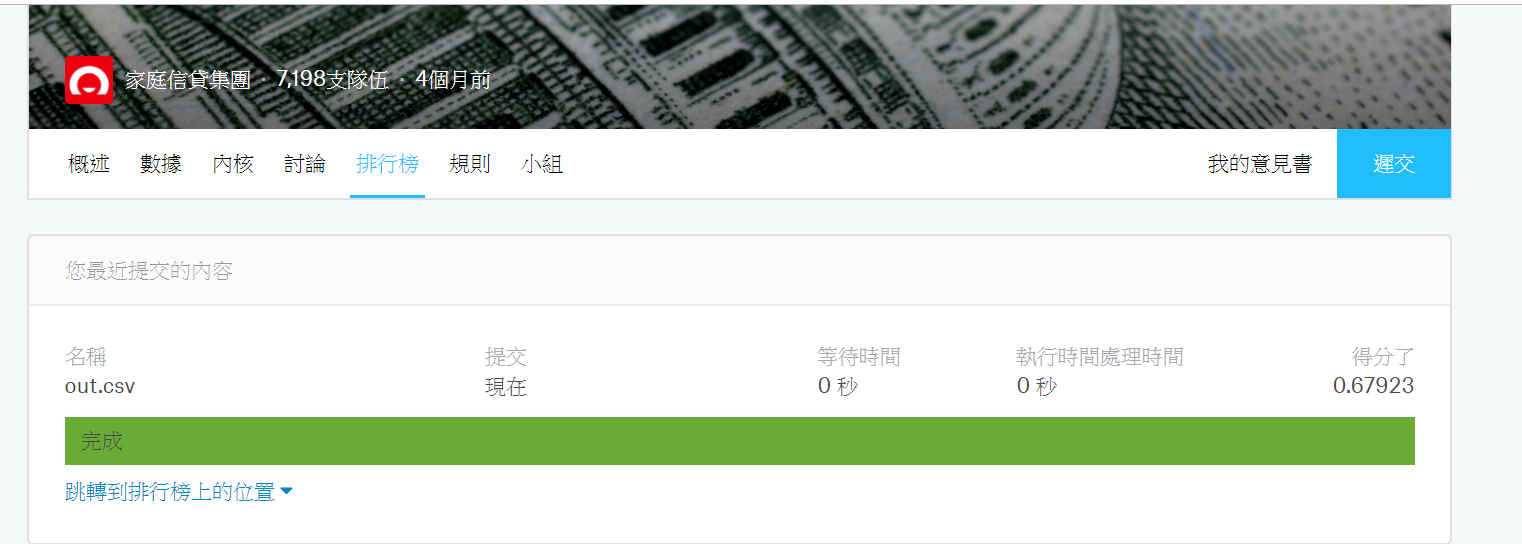 家庭信貸集團 · 7,198支隊伍 · 4個月前
概述 數據 內核 討論 排行榜 規則 小組 我的意見書 遲交
您最近提交的內容
名稱 提交 等待時間 執行時間處理時間 得分了
out.csv 現在 0 秒 0 秒 0.67923
完成
跳轉到排行榜上的位置